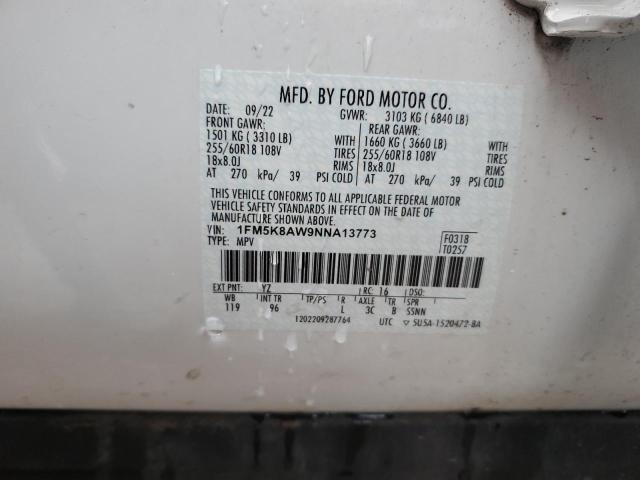 MFD. BY FORD MOTOR CO.
DATE: 09/22 GVWR: 3103 KG ( 6840 LB)
FRONT GAWR: REAR GAWR:
1501 KG ( 3310 LB) WITH 1660 KG ( 3660 LB) WITH
255/60R18 108V TIRES 255/60R18 108V TIRES
18x8.0J RIMS 18x8.0J RIMS
AT 270 kPa/ 39 PSI COLD AT 270 kPa/ 39 PSI COLD
THIS VEHICLE CONFORMS TO ALL APPLICABLE FEDERAL MOTOR
VEHICLE SAFETY STANDARDS IN EFFECT ON THE DATE OF
MANUFACTURE SHOWN ABOVE.
VIN: 1FM5K8AW9NNA13773 F0318
TYPE: MPV T0257
EXT PNT: YZ RC: 16 DSO:
WB INT TR TP/PS R AXLE TR SPR
119 96 L 3C B SSNN
1202209287764 UTC ▽ 5U5A-1520472-BA